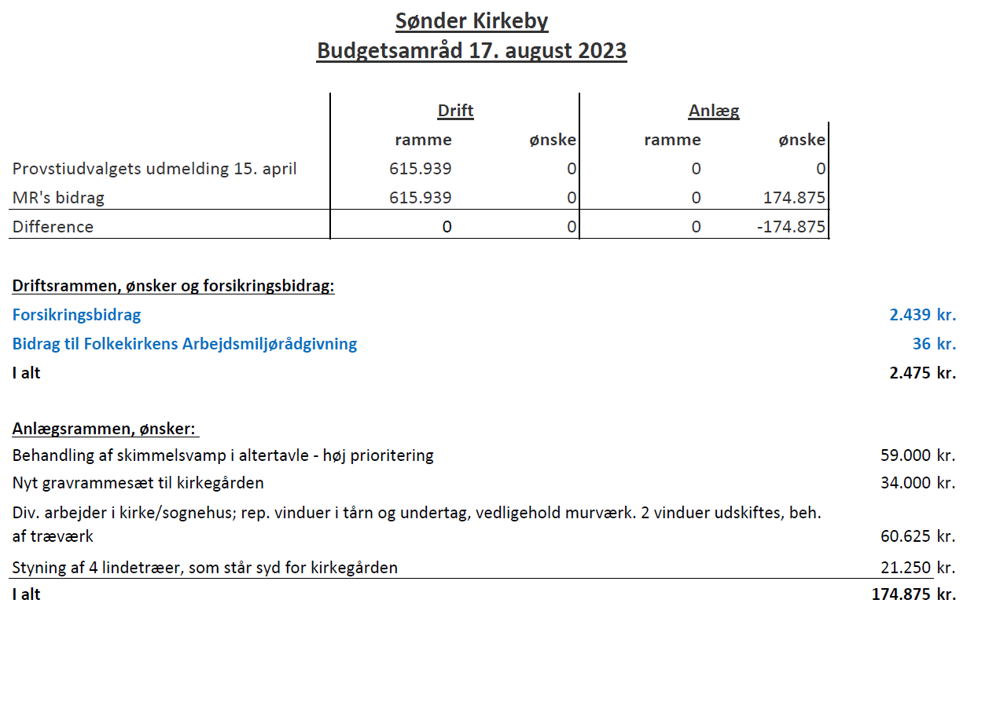 Sønder Kirkeby
Budgetsamråd 17. august 2023
Drift Anlæg
ramme ønske ramme ønske
Provstiudvalgets udmelding 15. april 615.939 0 0 0
MR's bidrag 615.939 0 0 174.875
Difference 0 0 0 -174.875
Driftsrammen, ønsker og forsikringsbidrag:
Forsikringsbidrag 2.439 kr.
Bidrag til Folkekirkens Arbejdsmiljørådgivning 36 kr.
I alt 2.475 kr.
Anlægsrammen, ønsker:
Behandling af skimmelsvamp i altertavle - høj prioritering 59.000 kr.
Nyt gravrammesæt til kirkegården 34.000 kr.
Div. arbejder i kirke/sognehus; rep. vinduer i tårn og undertag, vedligehold murværk. 2 vinduer udskiftes, beh.
af træværk 60.625 kr.
Styning af 4 lindetræer, som står syd for kirkegården 21.250 kr.
I alt 174.875 kr.